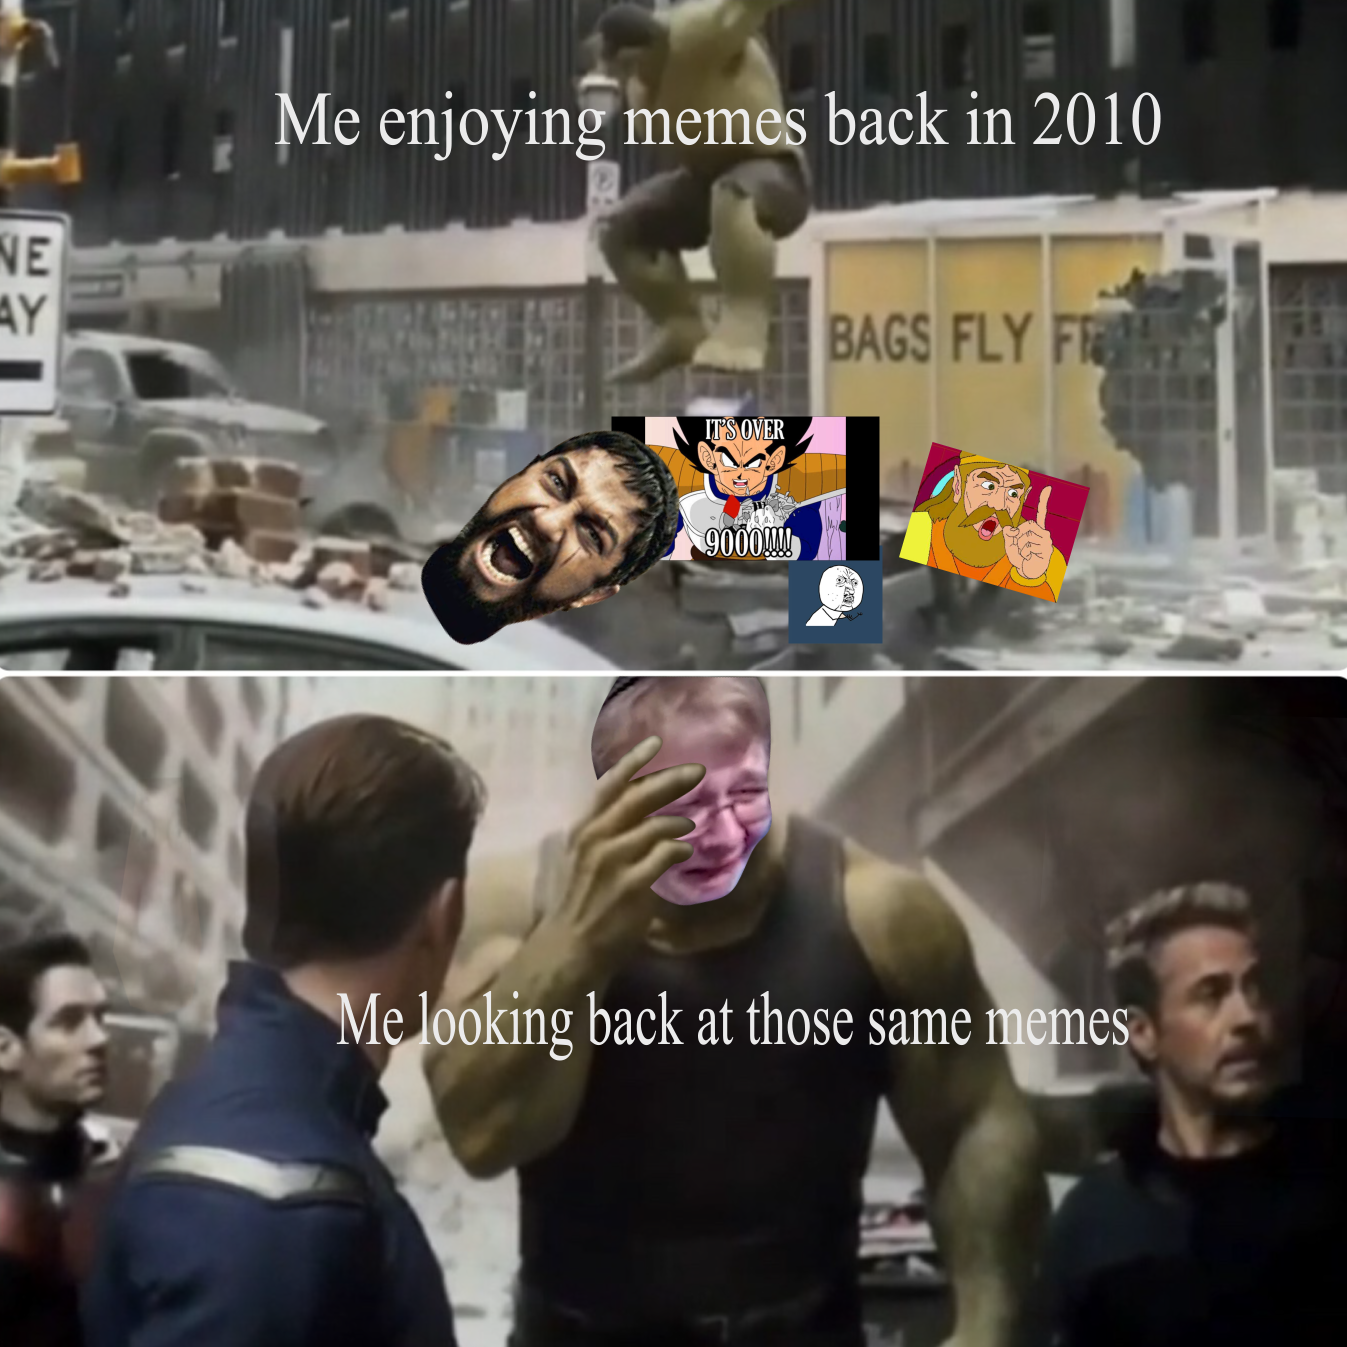 Me enjoying memes back in 2010
NE
AY
BAGS FLY
IT'S OVER
9000!!!!
Me looking back at those same memes